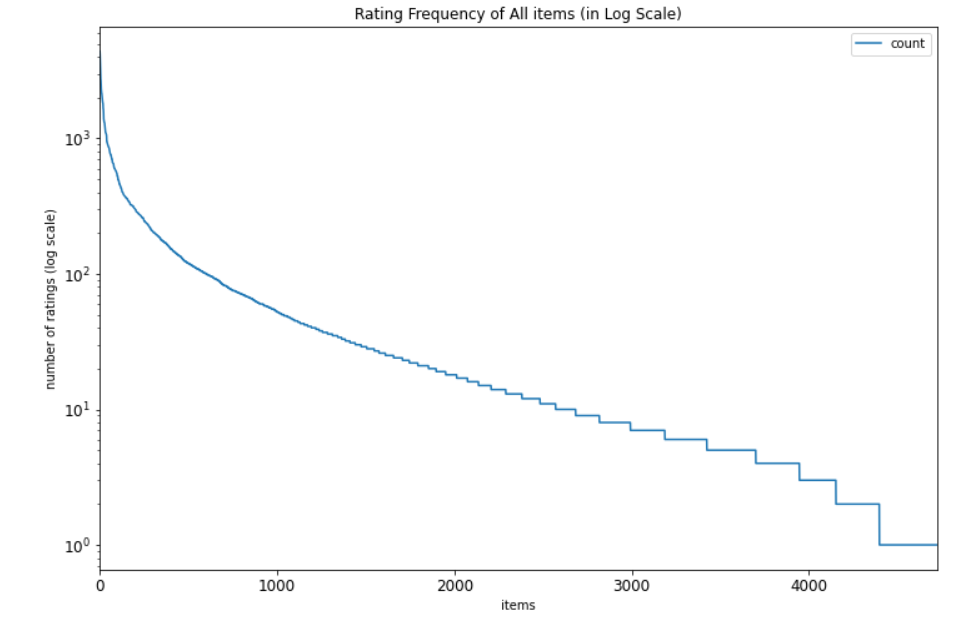 Rating Frequency of All items (in Log Scale)
count
number of ratings (log scale)
10³
10²
10¹
10⁰
0 1000 2000 3000 4000
items